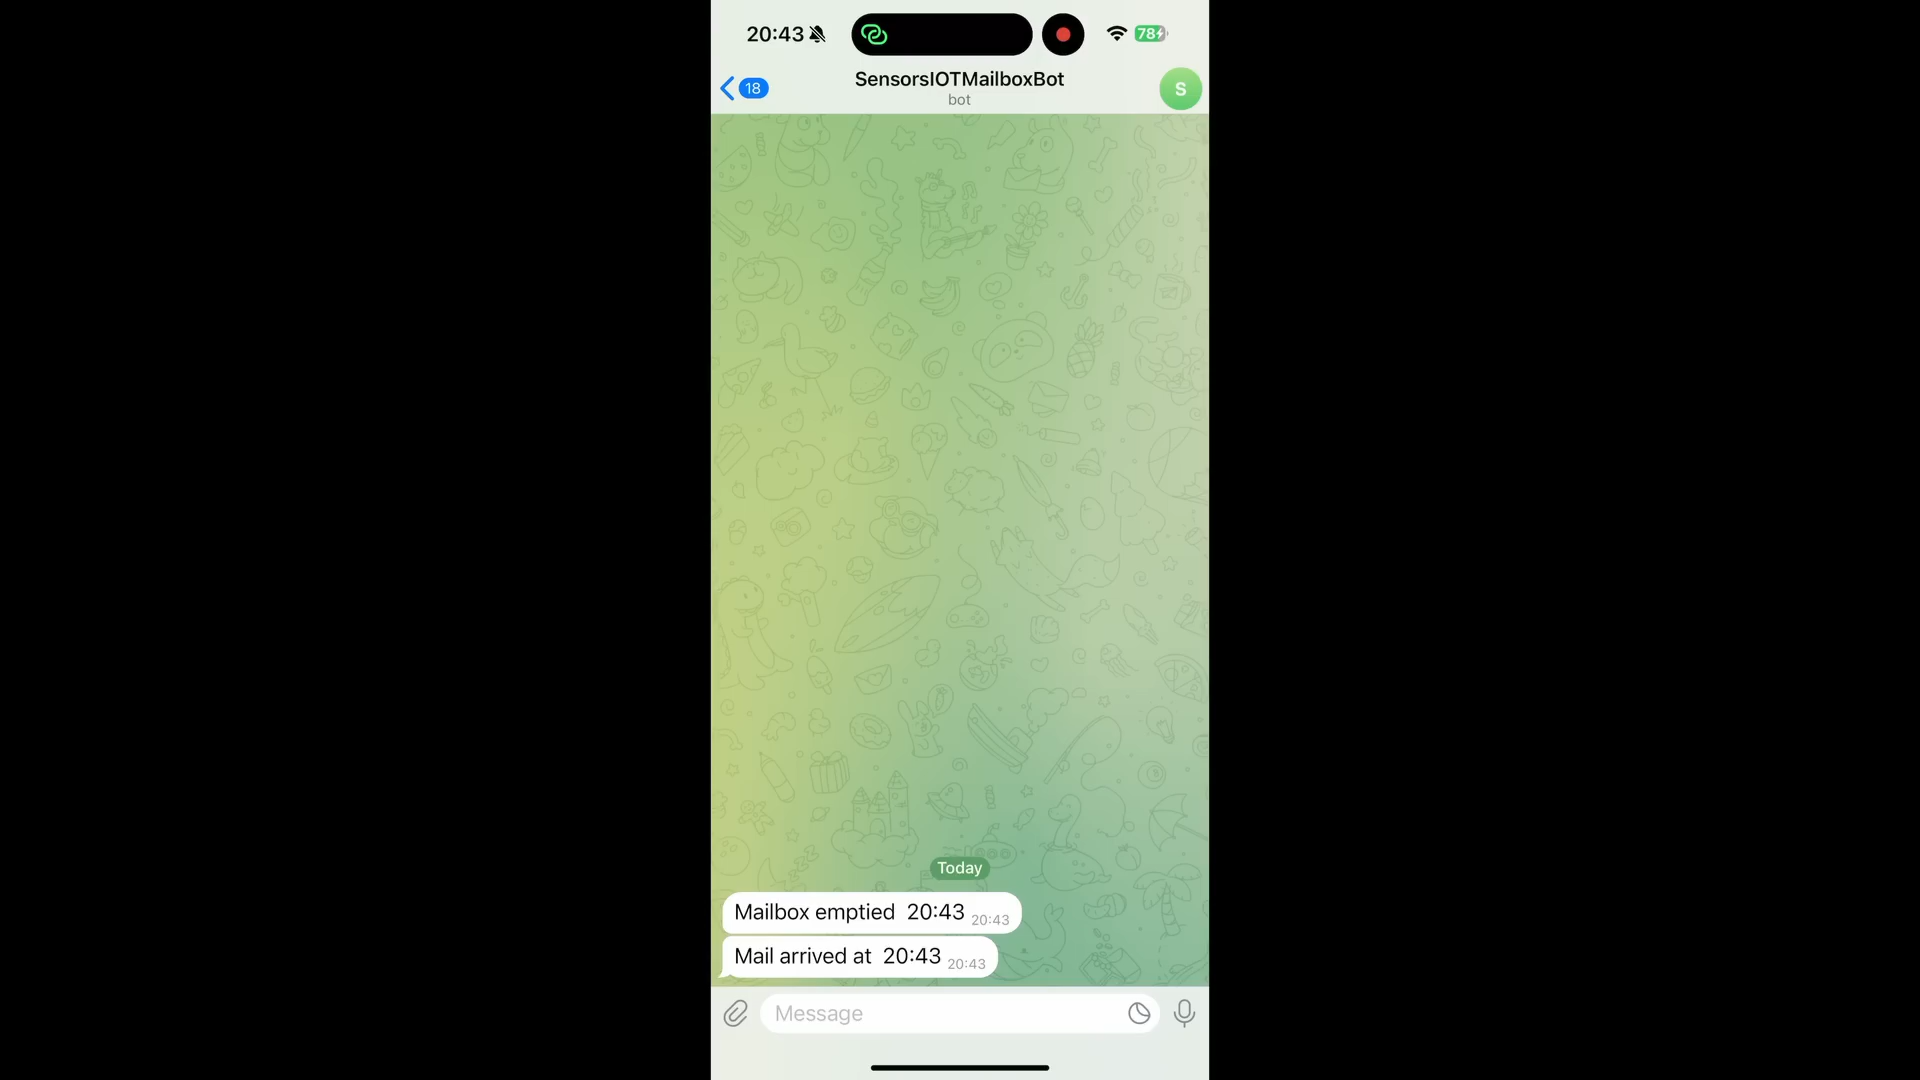 20:43
78
18
SensorsIOTMailboxBot
bot
S
Today
Mailbox emptied 20:43 20:43
Mail arrived at 20:43 20:43
Message